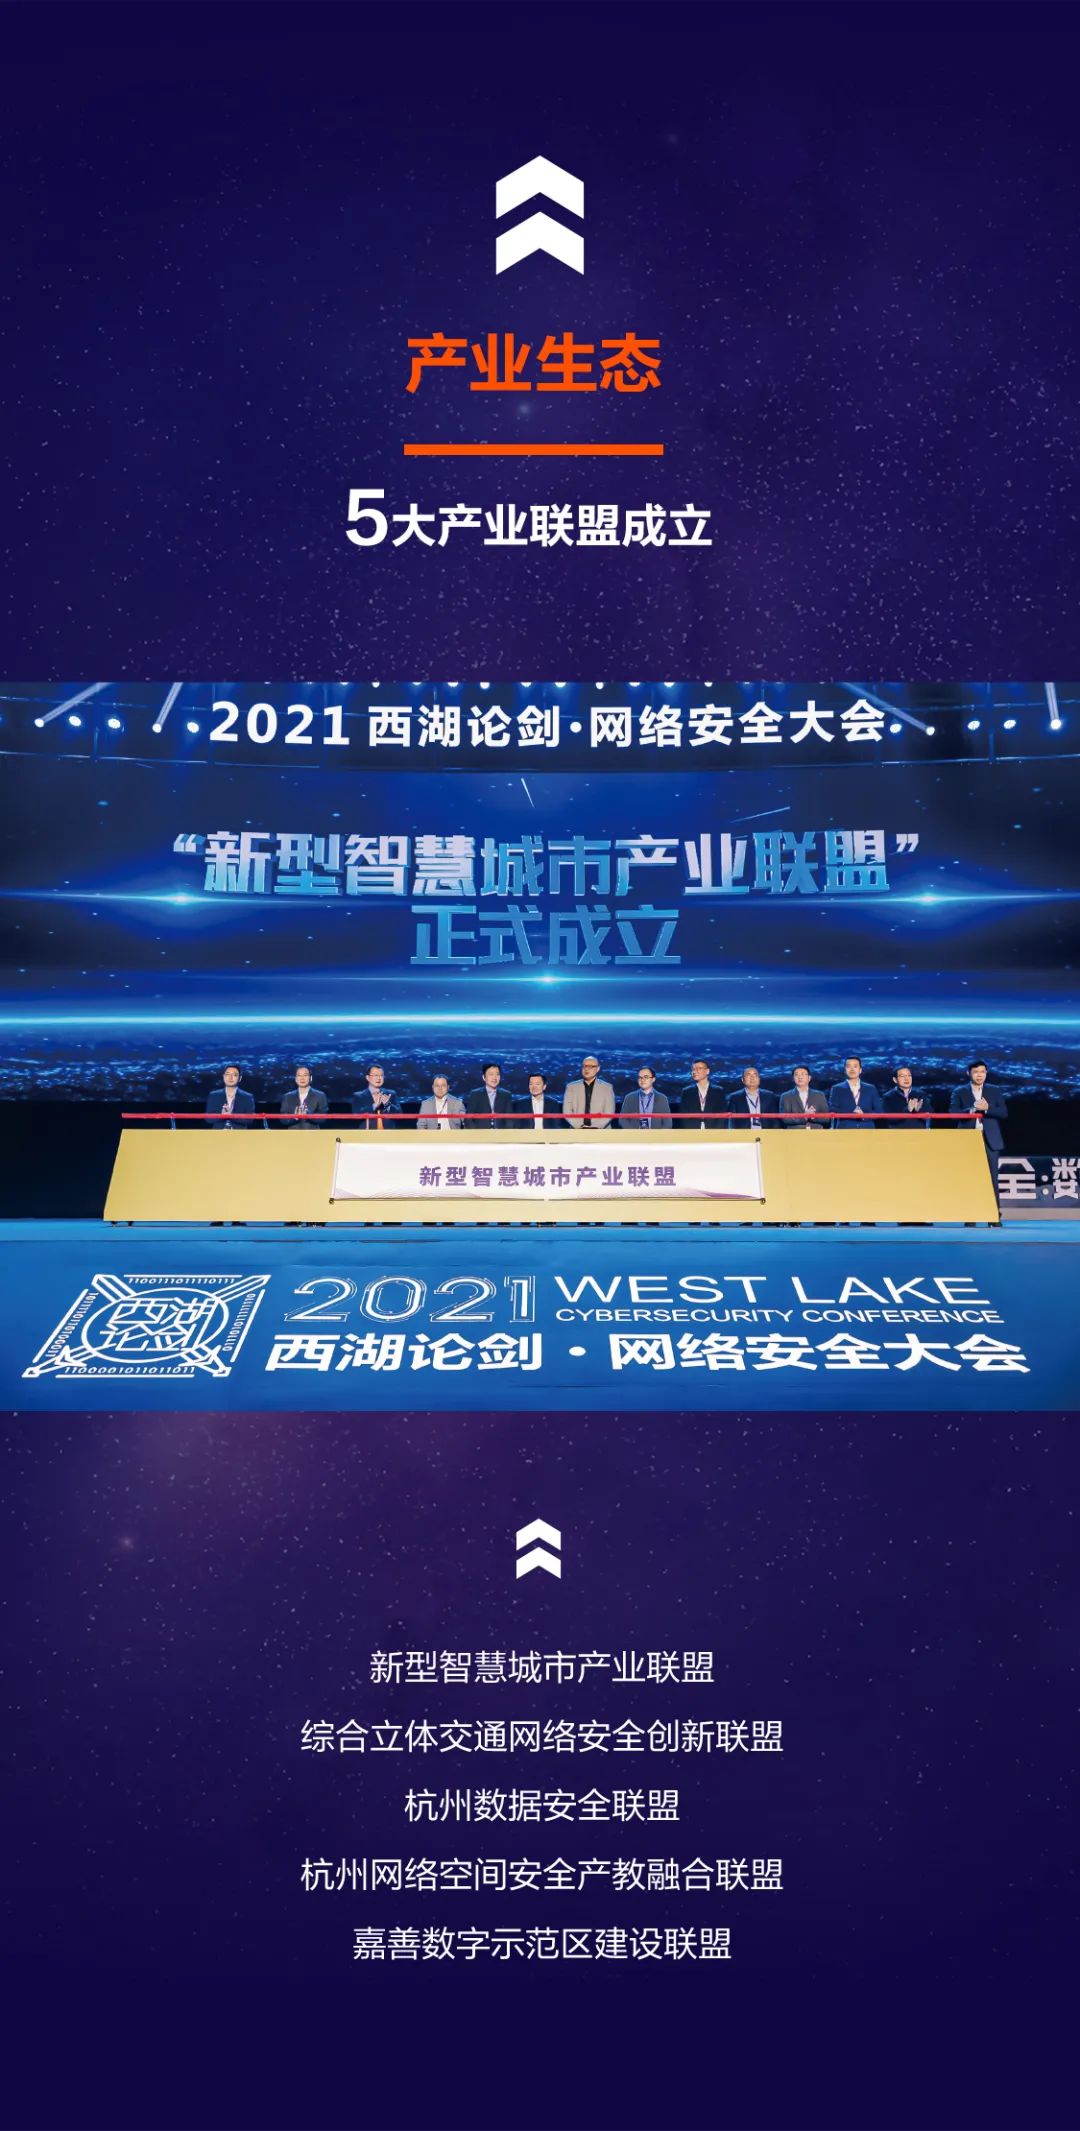 产业生态
5大产业联盟成立
2021 西湖论剑·网络安全大会
“新型智慧城市产业联盟”
正式成立
新型智慧城市产业联盟
全·数
西湖
论剑
2021 WEST LAKE
CYBERSECURITY CONFERENCE
西湖论剑·网络安全大会
新型智慧城市产业联盟
综合立体交通网络安全创新联盟
杭州数据安全联盟
杭州网络空间安全产教融合联盟
嘉善数字示范区建设联盟